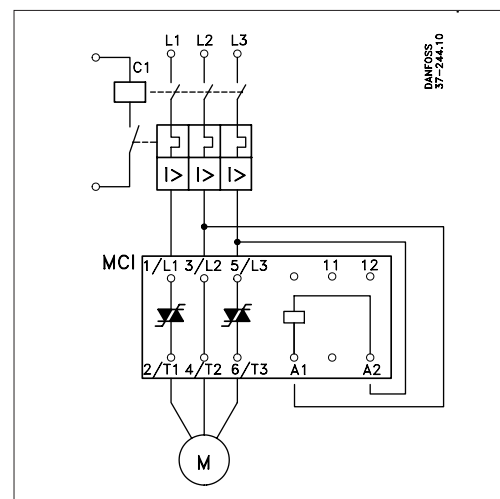 L1 L2 L3
C1
DANFOSS
37-244.10
I> I> I>
MCI
1/L1 3/L2 5/L3 11 12
2/T1 4/T2 6/T3 A1 A2
M